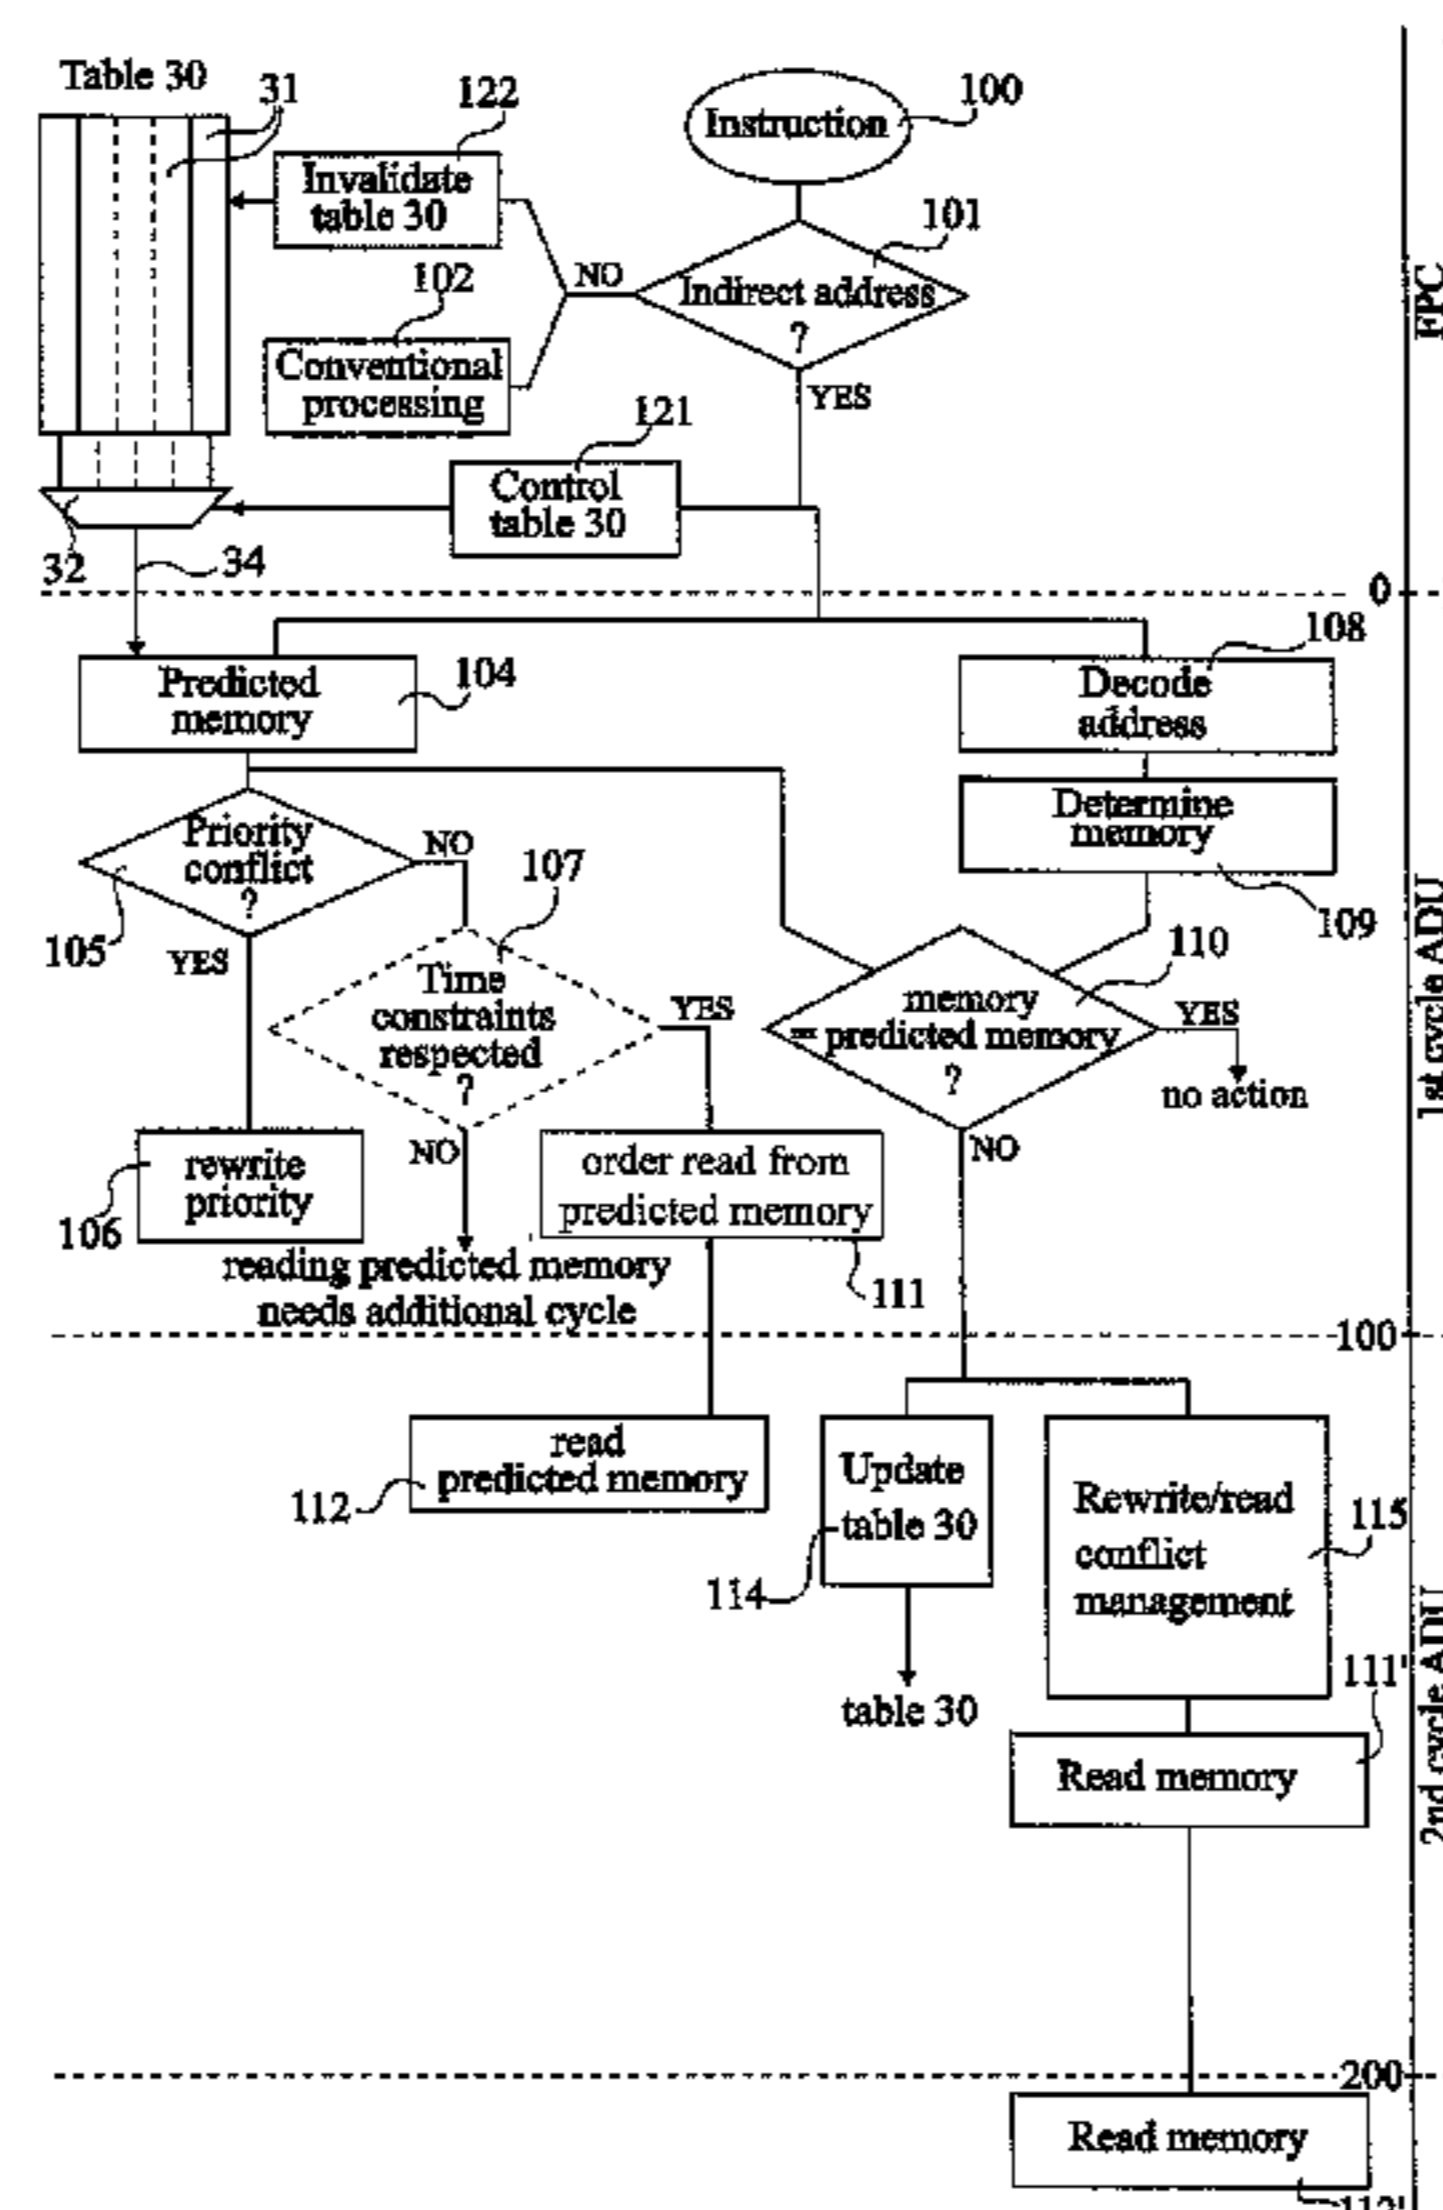 Table 30
31
122
100
Instruction
Invalidate
table 30
101
102
NO
Indirect address
?
Conventional
processing
YES
121
Control
table 30
32
34
0
FPC
108
Predicted
memory
104
Decode
address
Determine
memory
Priority
conflict
?
NO
107
109
105
YES
110
Time
constraints
respected
?
YES
memory
= predicted memory
?
YES
no action
1st cycle ADU
NO
NO
rewrite
priority
order read from
predicted memory
106
reading predicted memory
needs additional cycle
111
100
read
predicted memory
112
Update
table 30
114
Rewrite/read
conflict
management
115
111'
table 30
Read memory
2nd cycle ADU
200
Read memory
112'